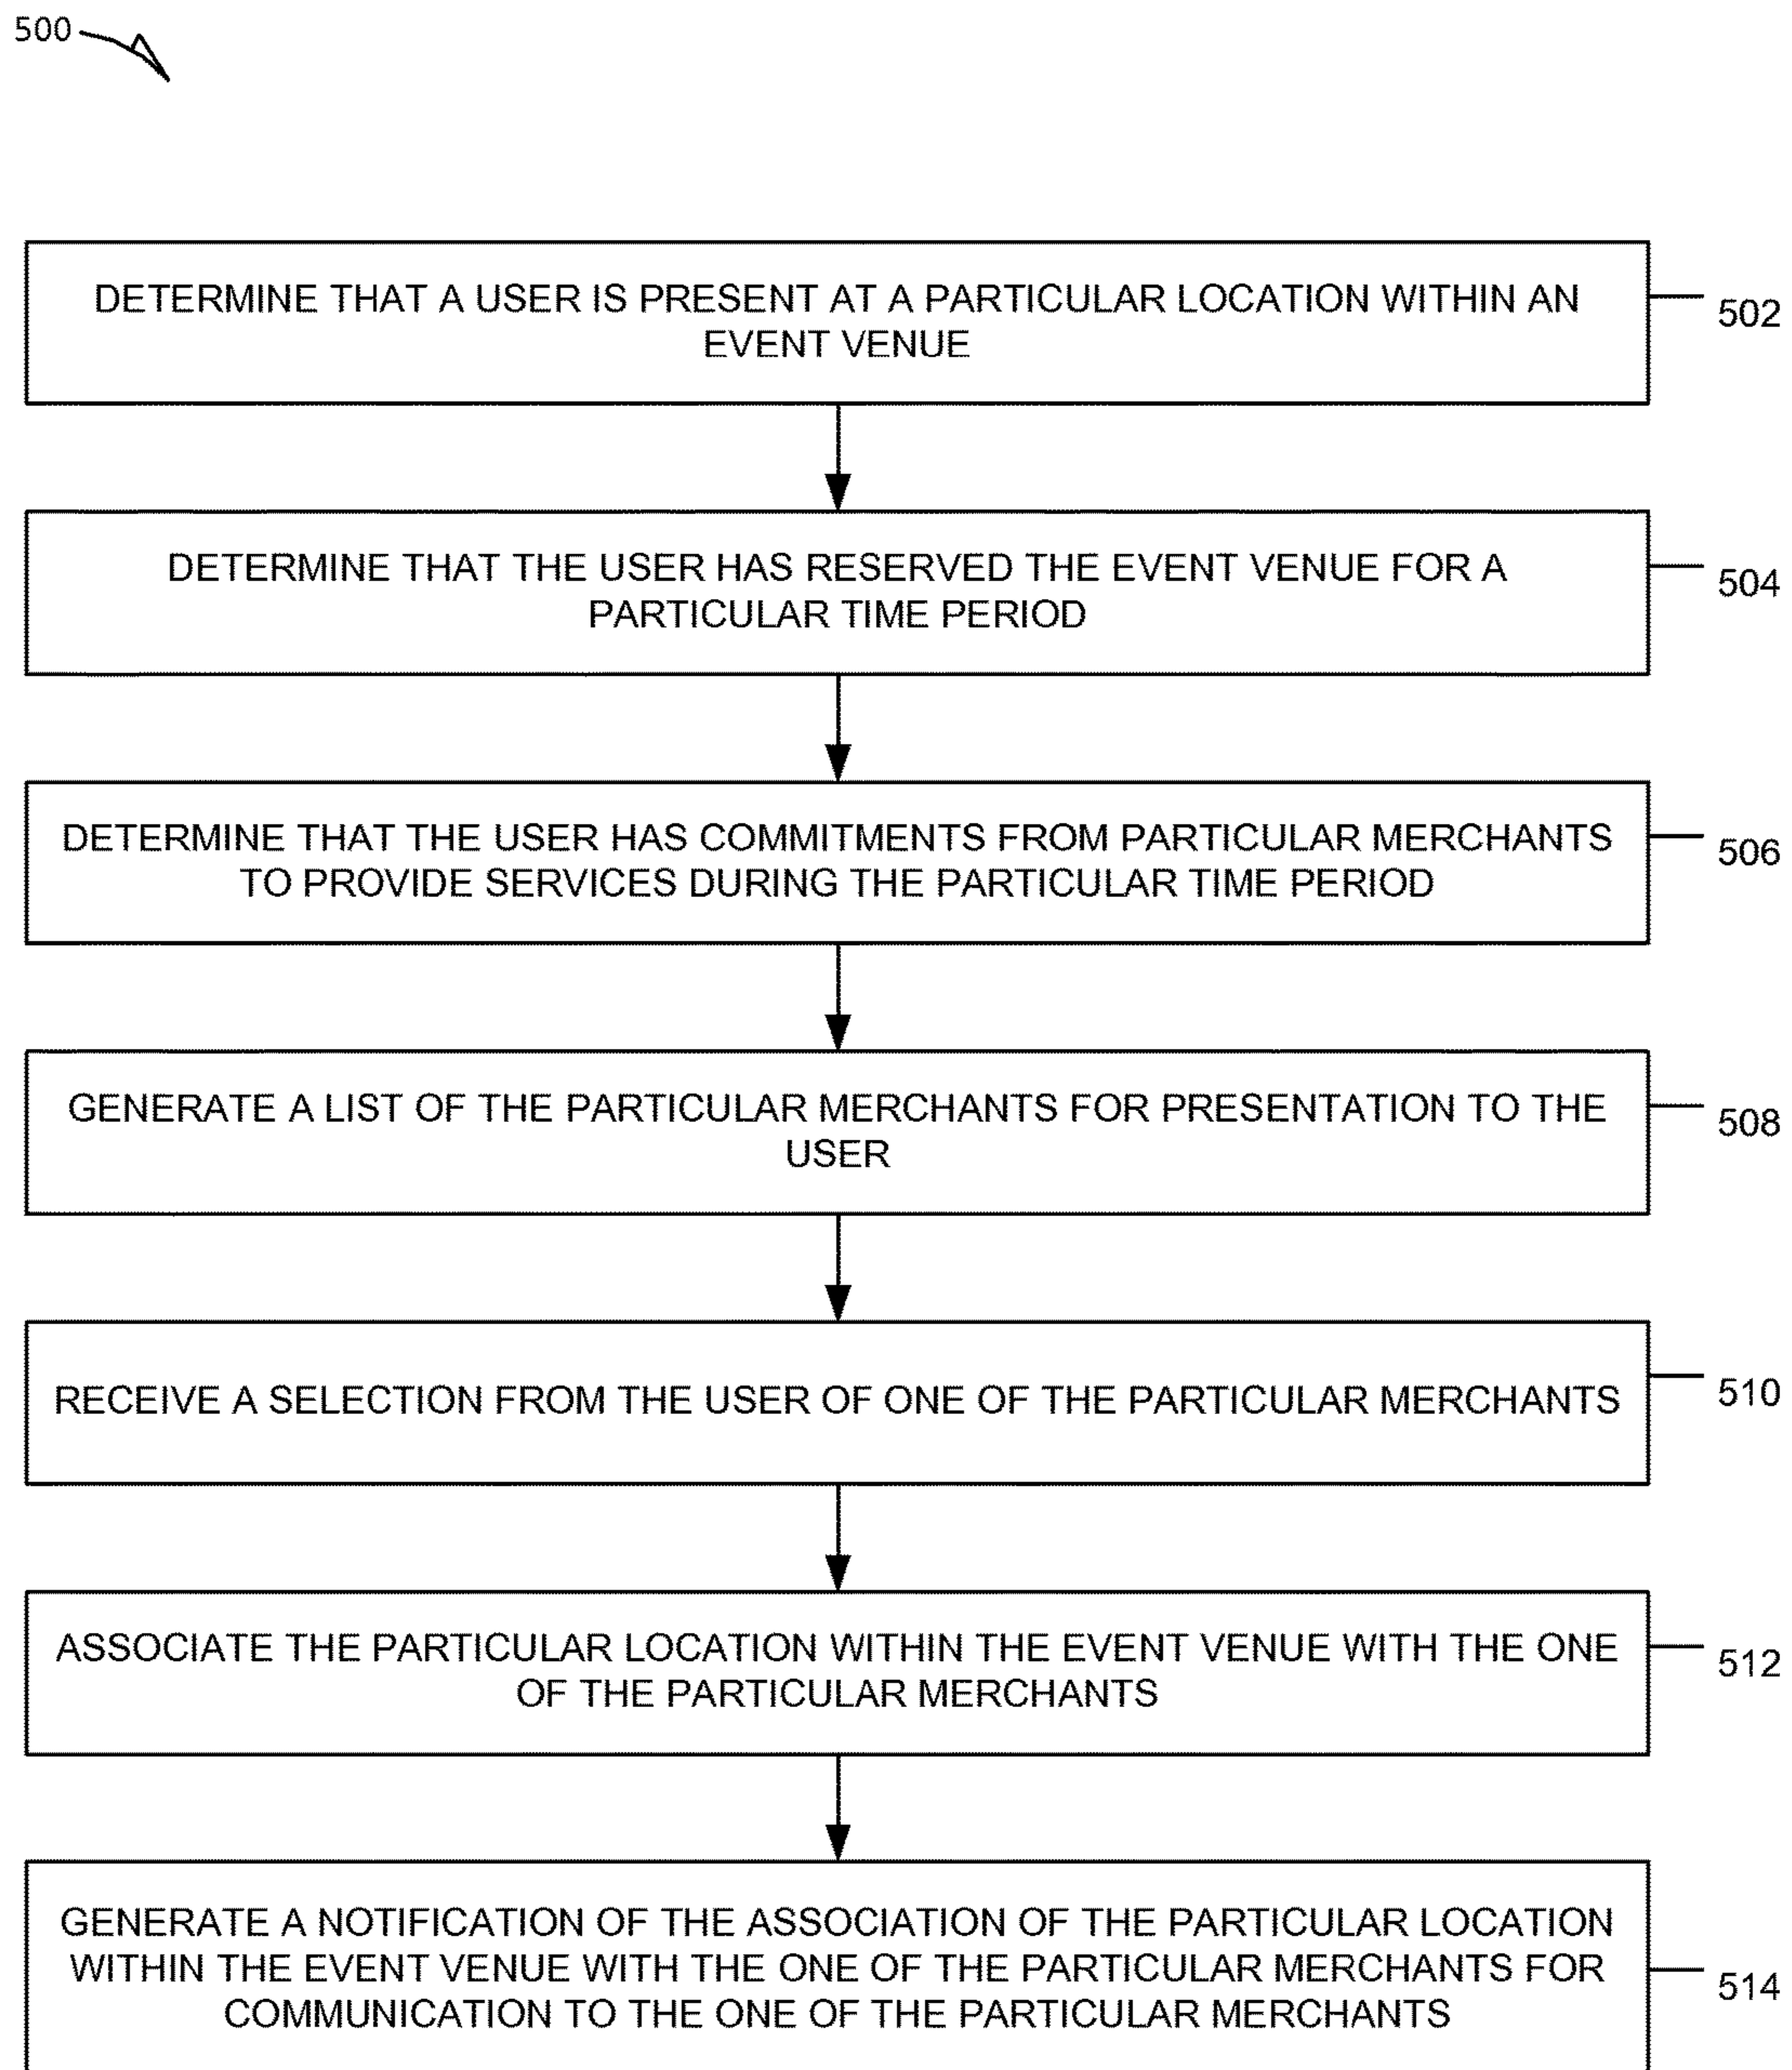 500
DETERMINE THAT A USER IS PRESENT AT A PARTICULAR LOCATION WITHIN AN
EVENT VENUE
502
DETERMINE THAT THE USER HAS RESERVED THE EVENT VENUE FOR A
PARTICULAR TIME PERIOD
504
DETERMINE THAT THE USER HAS COMMITMENTS FROM PARTICULAR MERCHANTS
TO PROVIDE SERVICES DURING THE PARTICULAR TIME PERIOD
506
GENERATE A LIST OF THE PARTICULAR MERCHANTS FOR PRESENTATION TO THE
USER
508
RECEIVE A SELECTION FROM THE USER OF ONE OF THE PARTICULAR MERCHANTS
510
ASSOCIATE THE PARTICULAR LOCATION WITHIN THE EVENT VENUE WITH THE ONE
OF THE PARTICULAR MERCHANTS
512
GENERATE A NOTIFICATION OF THE ASSOCIATION OF THE PARTICULAR LOCATION
WITHIN THE EVENT VENUE WITH THE ONE OF THE PARTICULAR MERCHANTS FOR
COMMUNICATION TO THE ONE OF THE PARTICULAR MERCHANTS
514